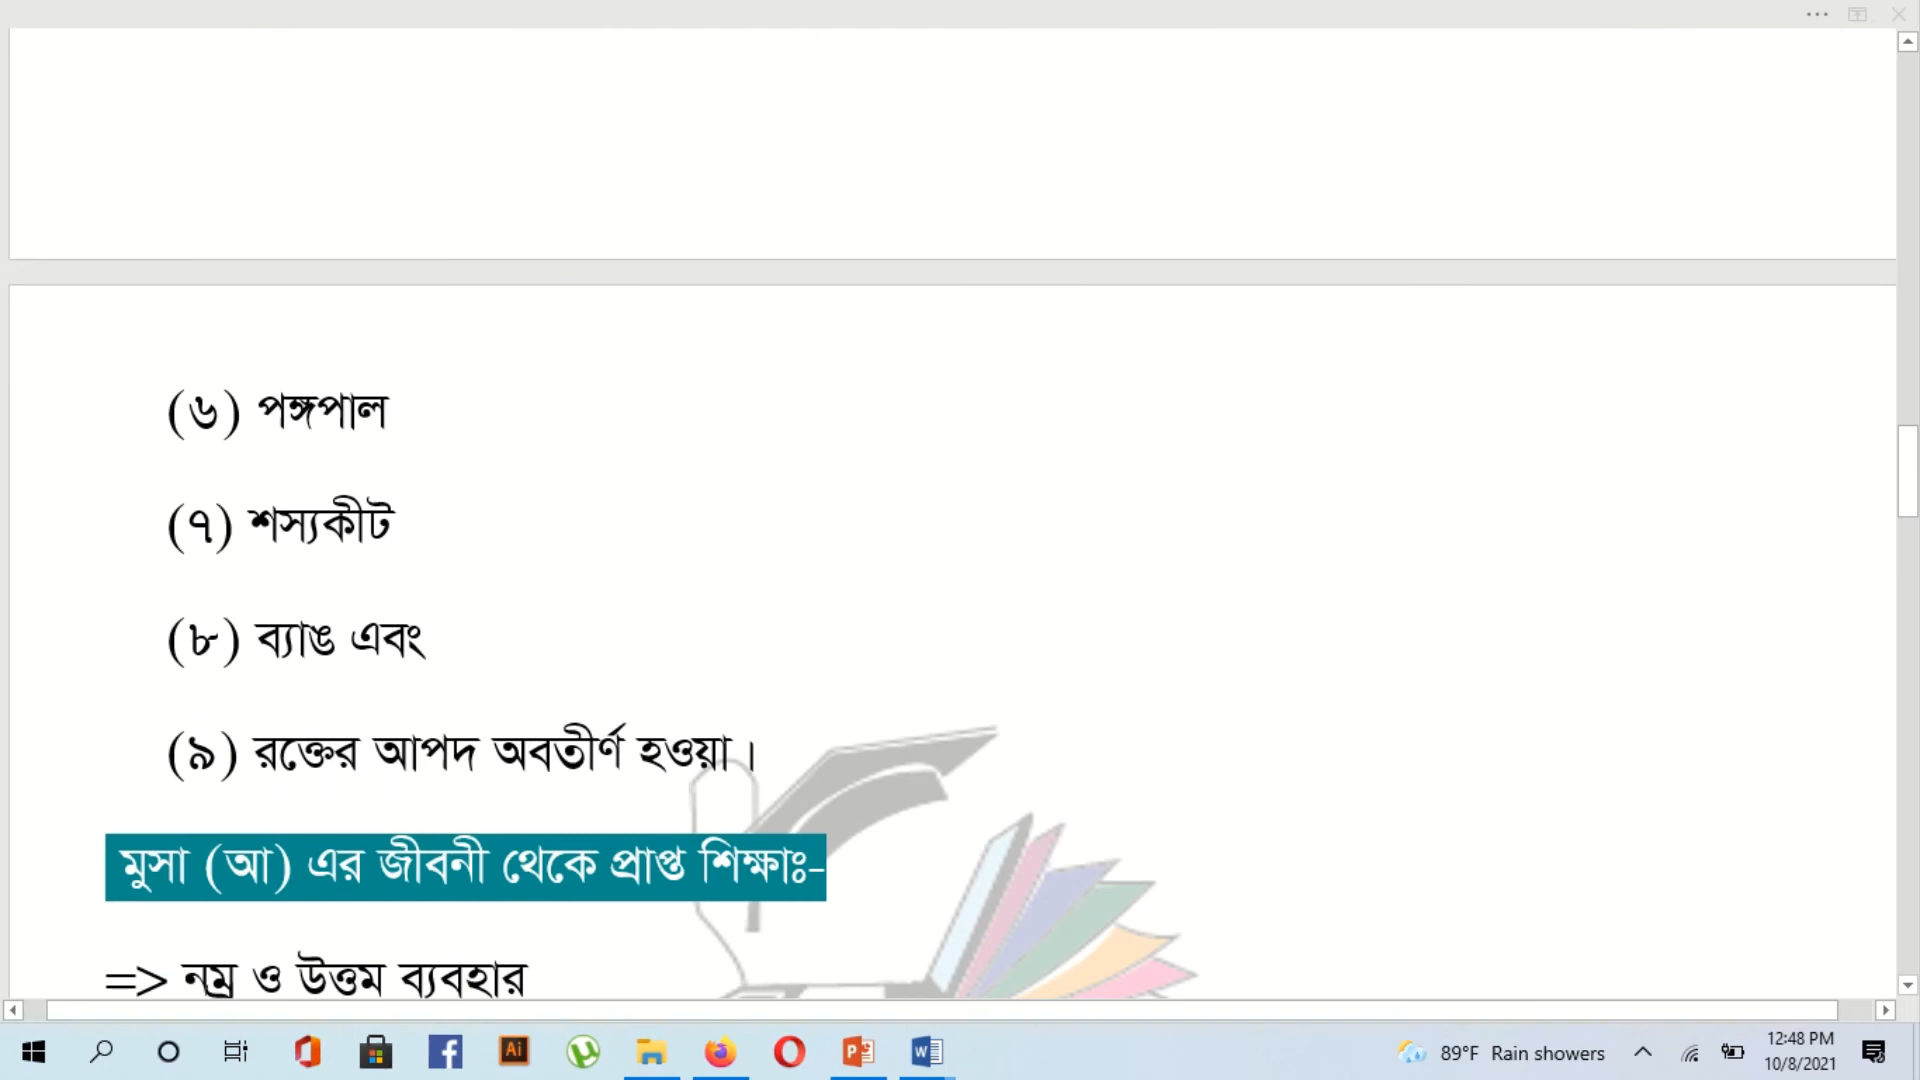 (৬) পঙ্গপাল
(৭) শস্যকীট
(৮) ব্যাঙ এবং
(৯) রক্তের আপদ অবতীর্ণ হওয়া।
মুসা (আ) এর জীবনী থেকে প্রাপ্ত শিক্ষাঃ-
=> নম্র ও উত্তম ব্যবহার
89°F Rain showers
12:48 PM
10/8/2021